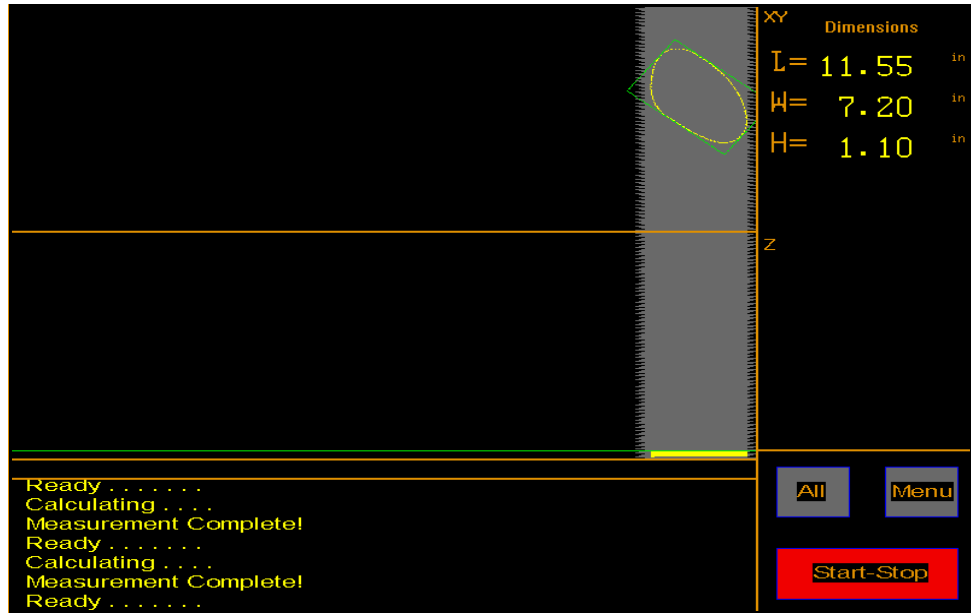 XY
Dimensions
L= 11.55 in
W= 7.20 in
H= 1.10 in
Z
Ready . . . . . . .
Calculating . . . .
Measurement Complete!
Ready . . . . . . .
Calculating . . . .
Measurement Complete!
Ready . . . . . . .
All
Menu
Start-Stop